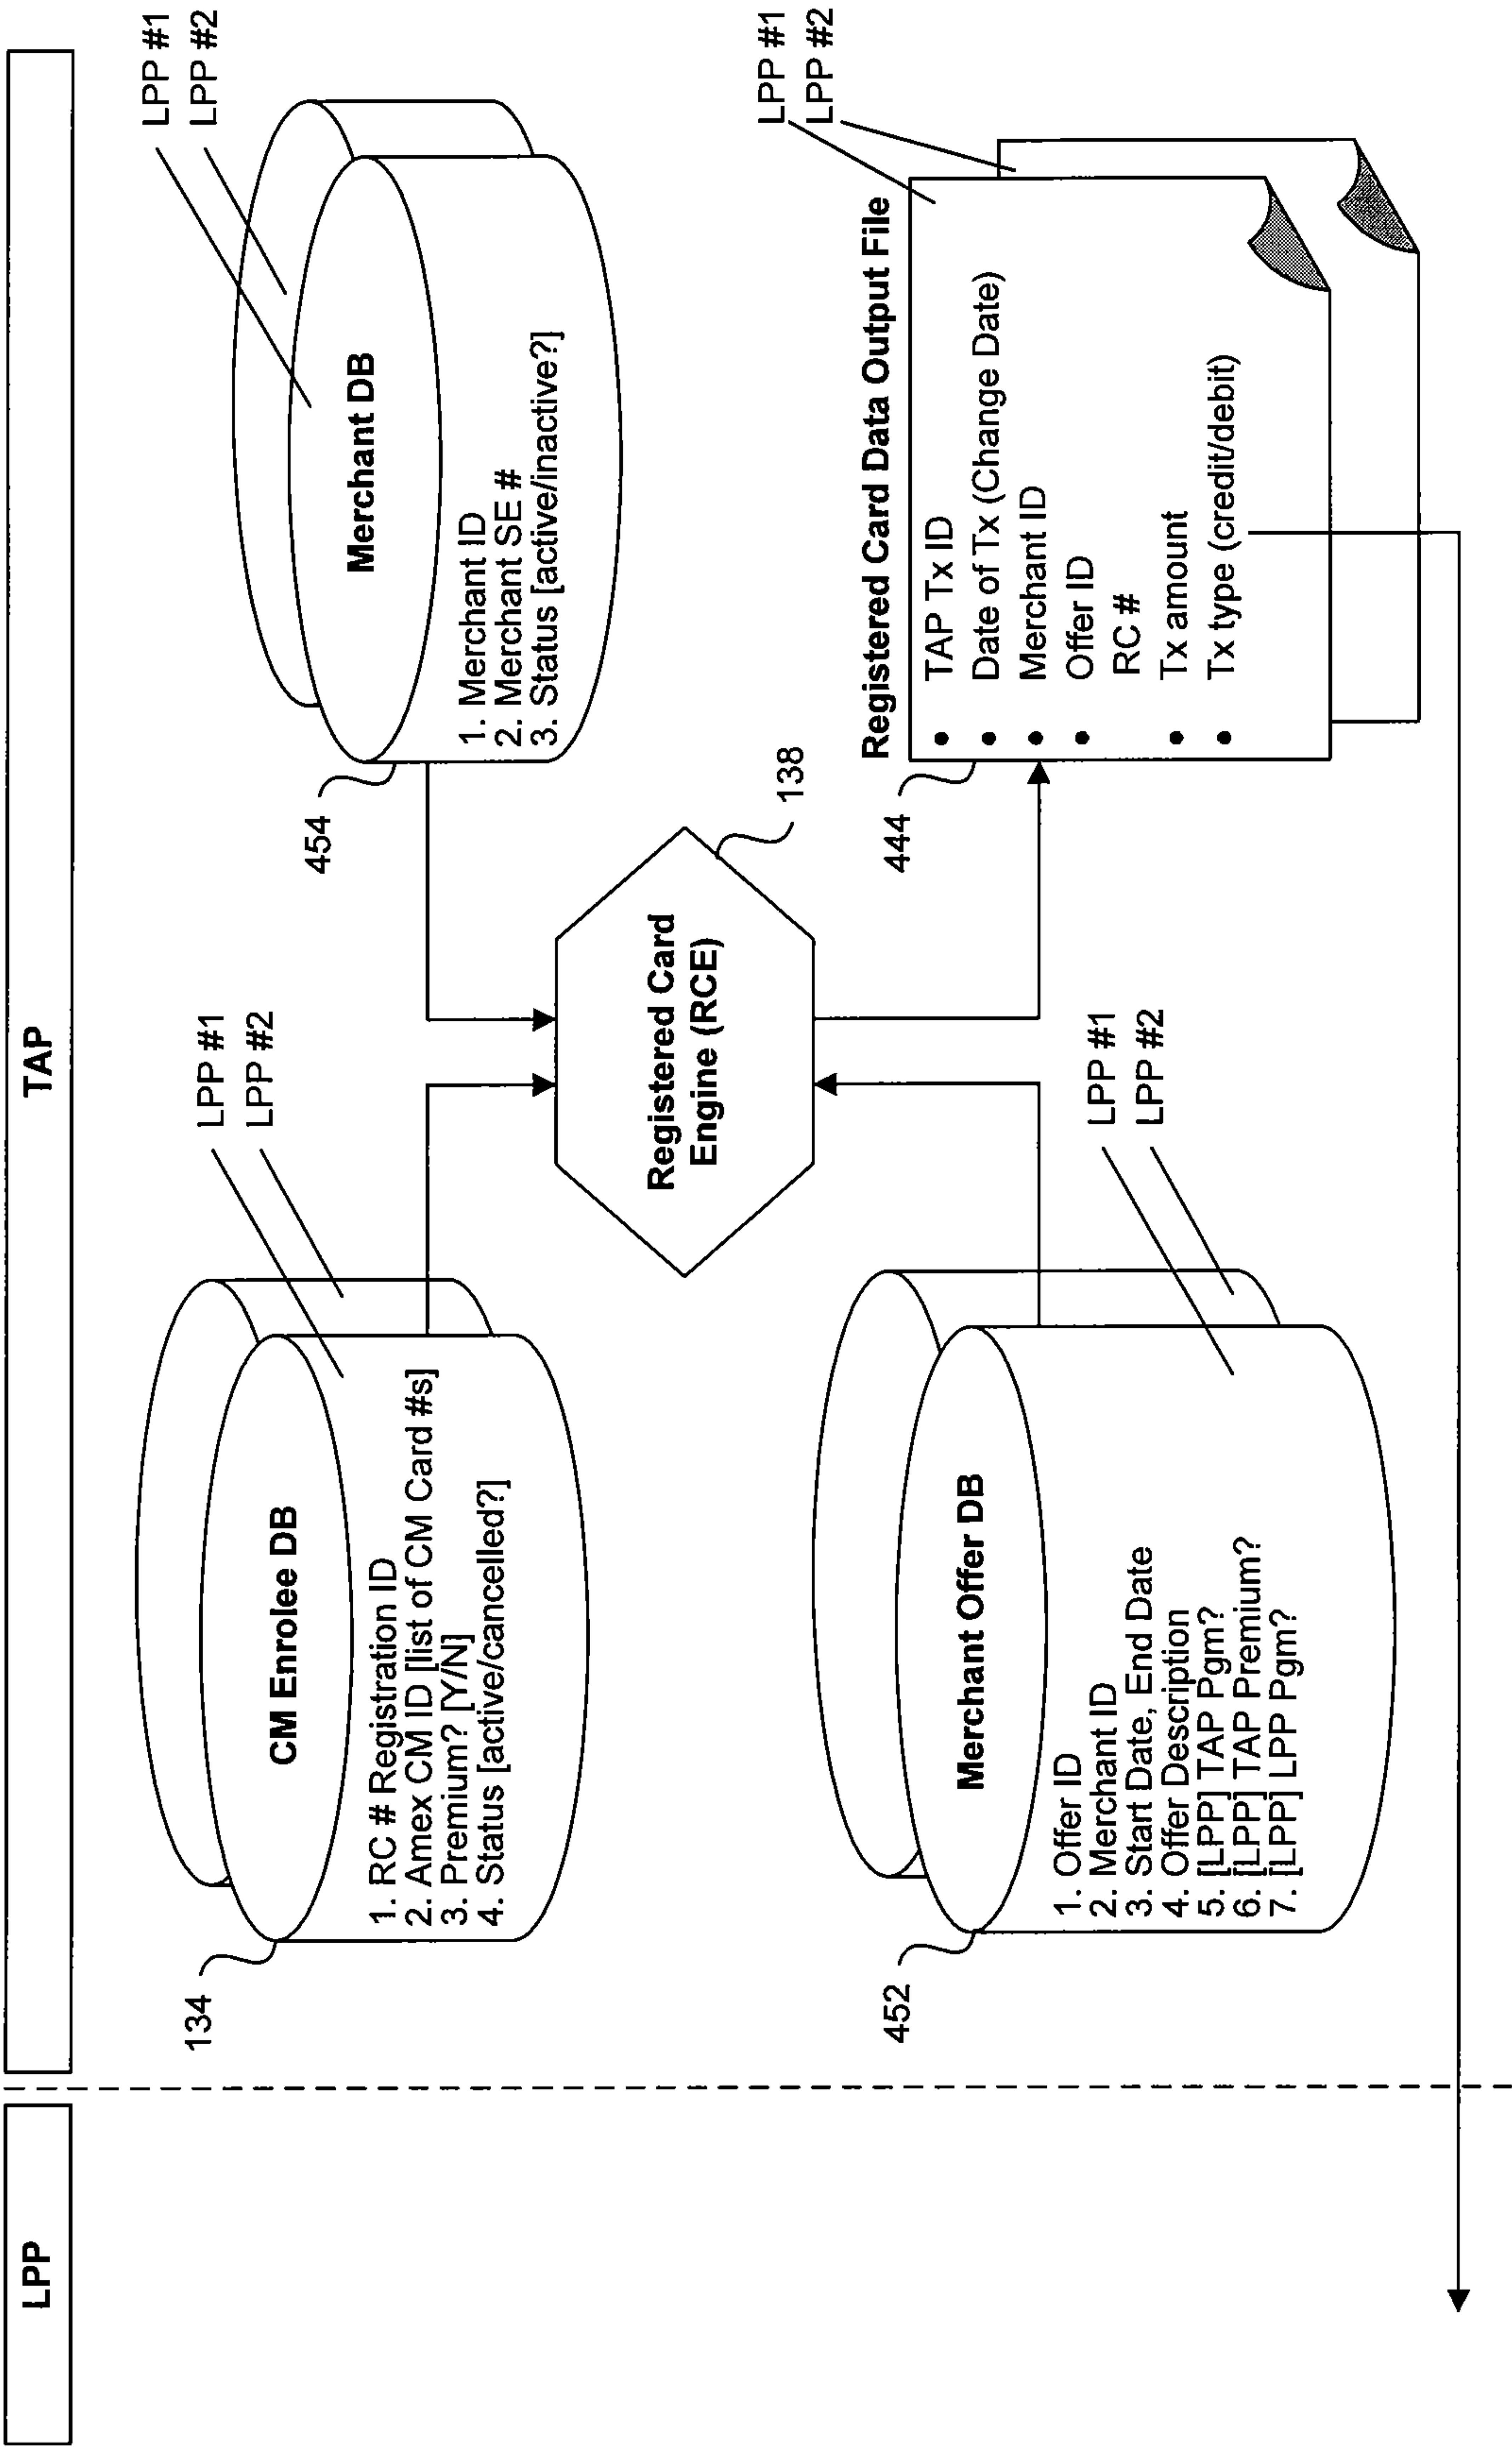 LPP
TAP
LPP #1
LPP #2
CM Enrolee DB
1. RC # Registration ID
2. Amex CM ID [list of CM Card #s]
3. Premium? [Y/N]
4. Status [active/cancelled?]
134
LPP #1
LPP #2
Merchant DB
1. Merchant ID
2. Merchant SE #
3. Status [active/inactive?]
454
Registered Card
Engine (RCE)
138
Merchant Offer DB
1. Offer ID
2. Merchant ID
3. Start Date, End Date
4. Offer Description
5. [LPP] TAP Pgm?
6. [LPP] TAP Premium?
7. [LPP] LPP Pgm?
452
LPP #1
LPP #2
Registered Card Data Output File
LPP #1
LPP #2
444
• TAP Tx ID
• Date of Tx (Change Date)
• Merchant ID
• Offer ID
RC #
• Tx amount
• Tx type (credit/debit)